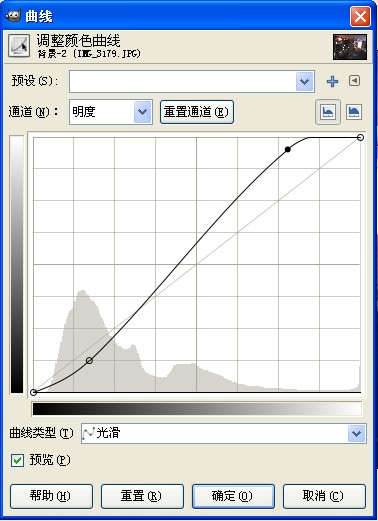 曲线
调整颜色曲线
背景-2 (IMG_3179.JPG)
预设(S):
通道(N): 明度 重置通道(E)
曲线类型(T) 光滑
预览(P)
帮助(H) 重置(R) 确定(O) 取消(C)